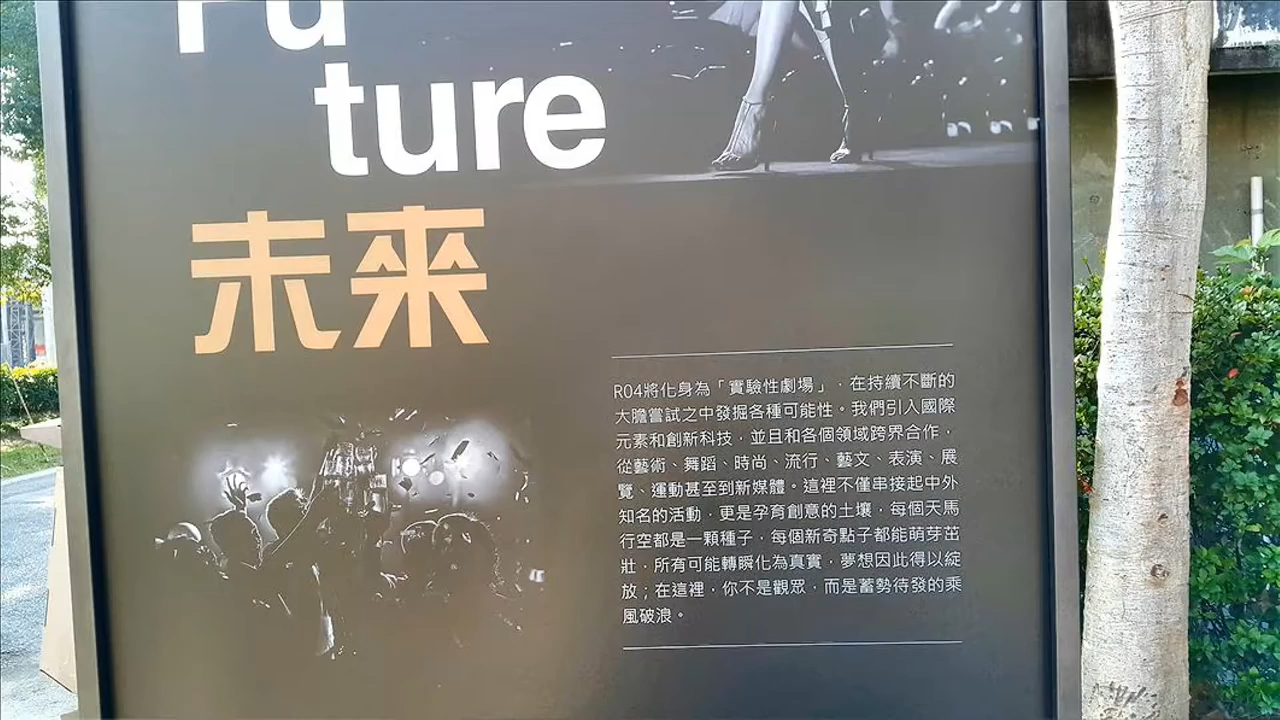 Fu
ture
未來
R04將化身為「實驗性劇場」，在持續不斷的
大膽嘗試之中發掘各種可能性。我們引入國際
元素和創新科技，並且和各個領域跨界合作，
從藝術、舞蹈、時尚、流行、藝文、表演、展
覽、運動甚至到新媒體。這裡不僅串接起中外
知名的活動，更是孕育創意的土壤，每個天馬
行空都是一顆種子，每個新奇點子都能萌芽茁
壯，所有可能轉瞬化為真實，夢想因此得以綻
放；在這裡，你不是觀眾，而是蓄勢待發的乘
風破浪。